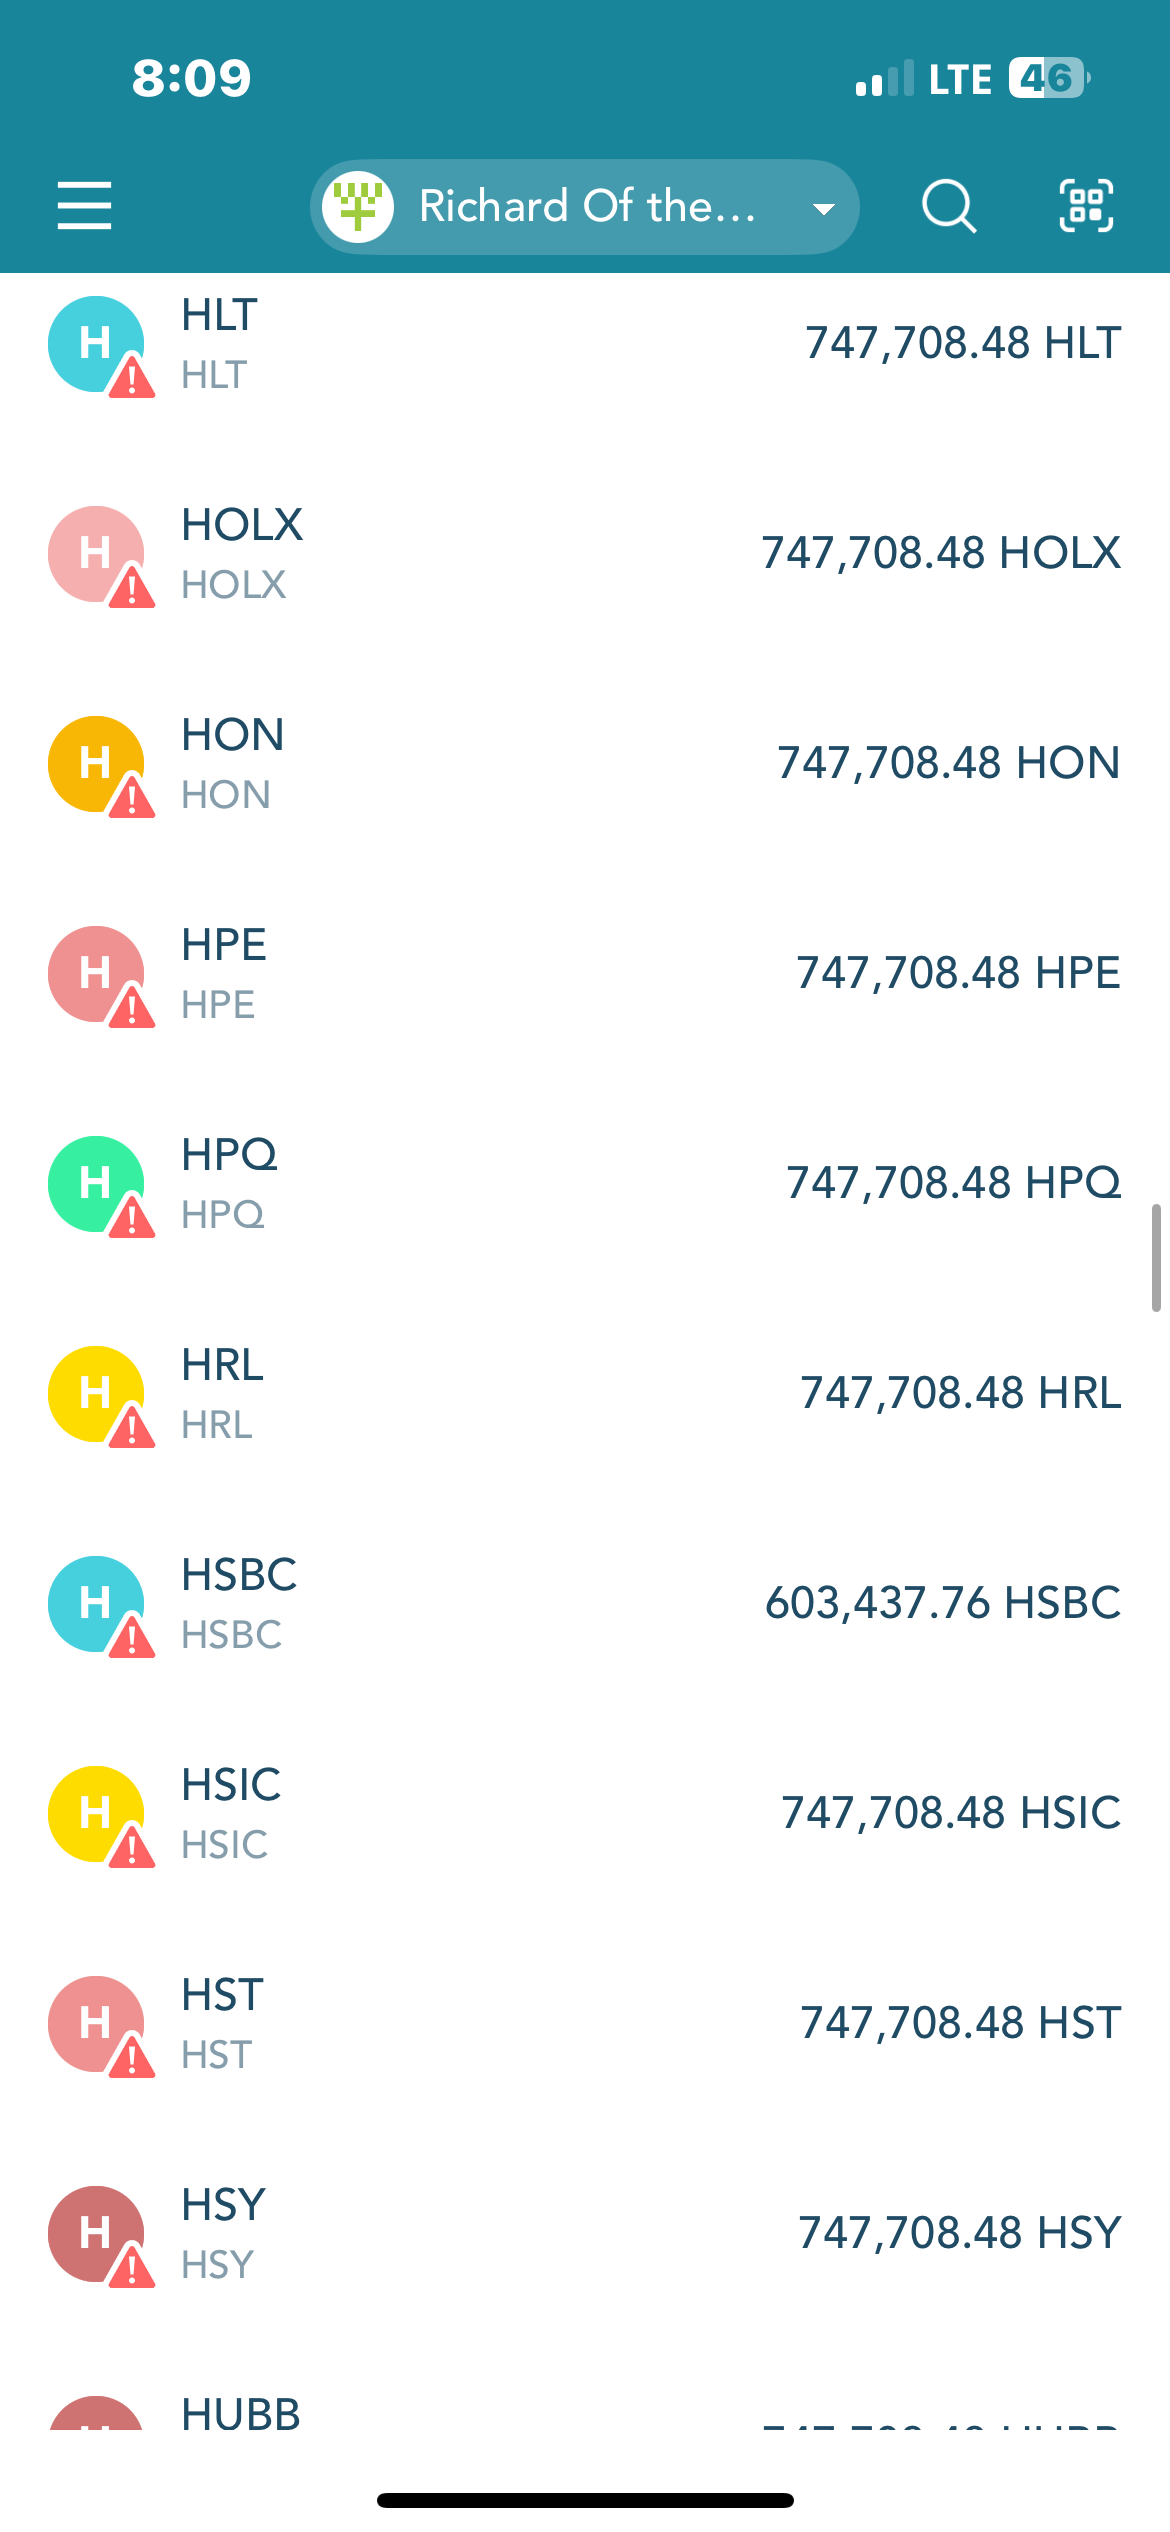 8:09
LTE 46
Richard Of the...
H
HLT
HLT
747,708.48 HLT
H
HOLX
HOLX
747,708.48 HOLX
H
HON
HON
747,708.48 HON
H
HPE
HPE
747,708.48 HPE
H
HPQ
HPQ
747,708.48 HPQ
H
HRL
HRL
747,708.48 HRL
H
HSBC
HSBC
603,437.76 HSBC
H
HSIC
HSIC
747,708.48 HSIC
H
HST
HST
747,708.48 HST
H
HSY
HSY
747,708.48 HSY
HUBB